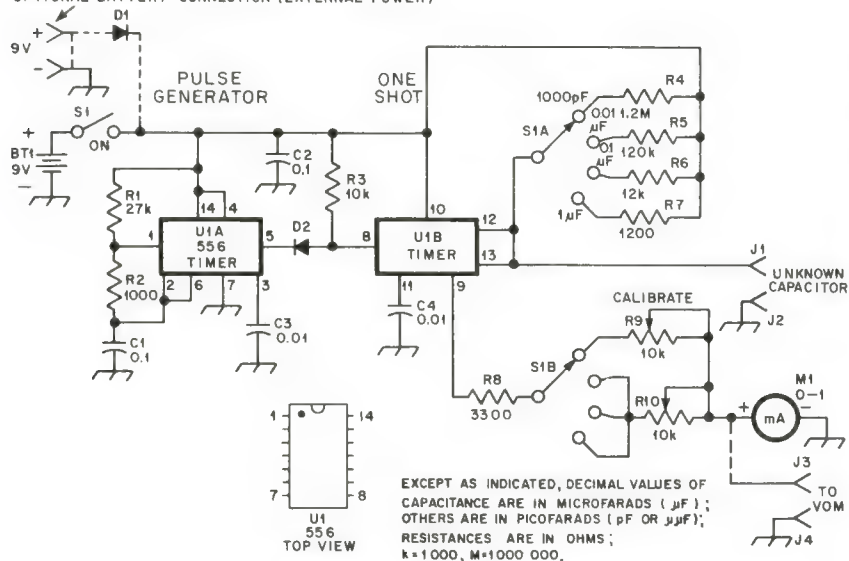 OPTIONAL BATTERY CONNECTION (EXTERNAL POWER)
D1
+
9V
-
S1
ON
+
BT1
9V
-
PULSE
GENERATOR
ONE
SHOT
C2
0.1
R3
10k
R1
27k
R2
1000
C1
0.1
14
4
1
U1A
556
TIMER
5
2
6
7
3
C3
0.01
D2
8
10
U1B
TIMER
12
13
11
9
C4
0.01
S1A
1000pF
R4
1.2M
.001
µF
R5
120k
.01
µF
R6
12k
1µF
R7
1200
J1
UNKNOWN
CAPACITOR
J2
CALIBRATE
R9
10k
S1B
R8
3300
R10
10k
M1
0-1
+
mA
-
J3
TO
VOM
J4
1
14
7
8
U1
556
TOP VIEW
EXCEPT AS INDICATED, DECIMAL VALUES OF
CAPACITANCE ARE IN MICROFARADS (µF);
OTHERS ARE IN PICOFARADS (pF OR µµF);
RESISTANCES ARE IN OHMS;
k=1000, M=1000 000.